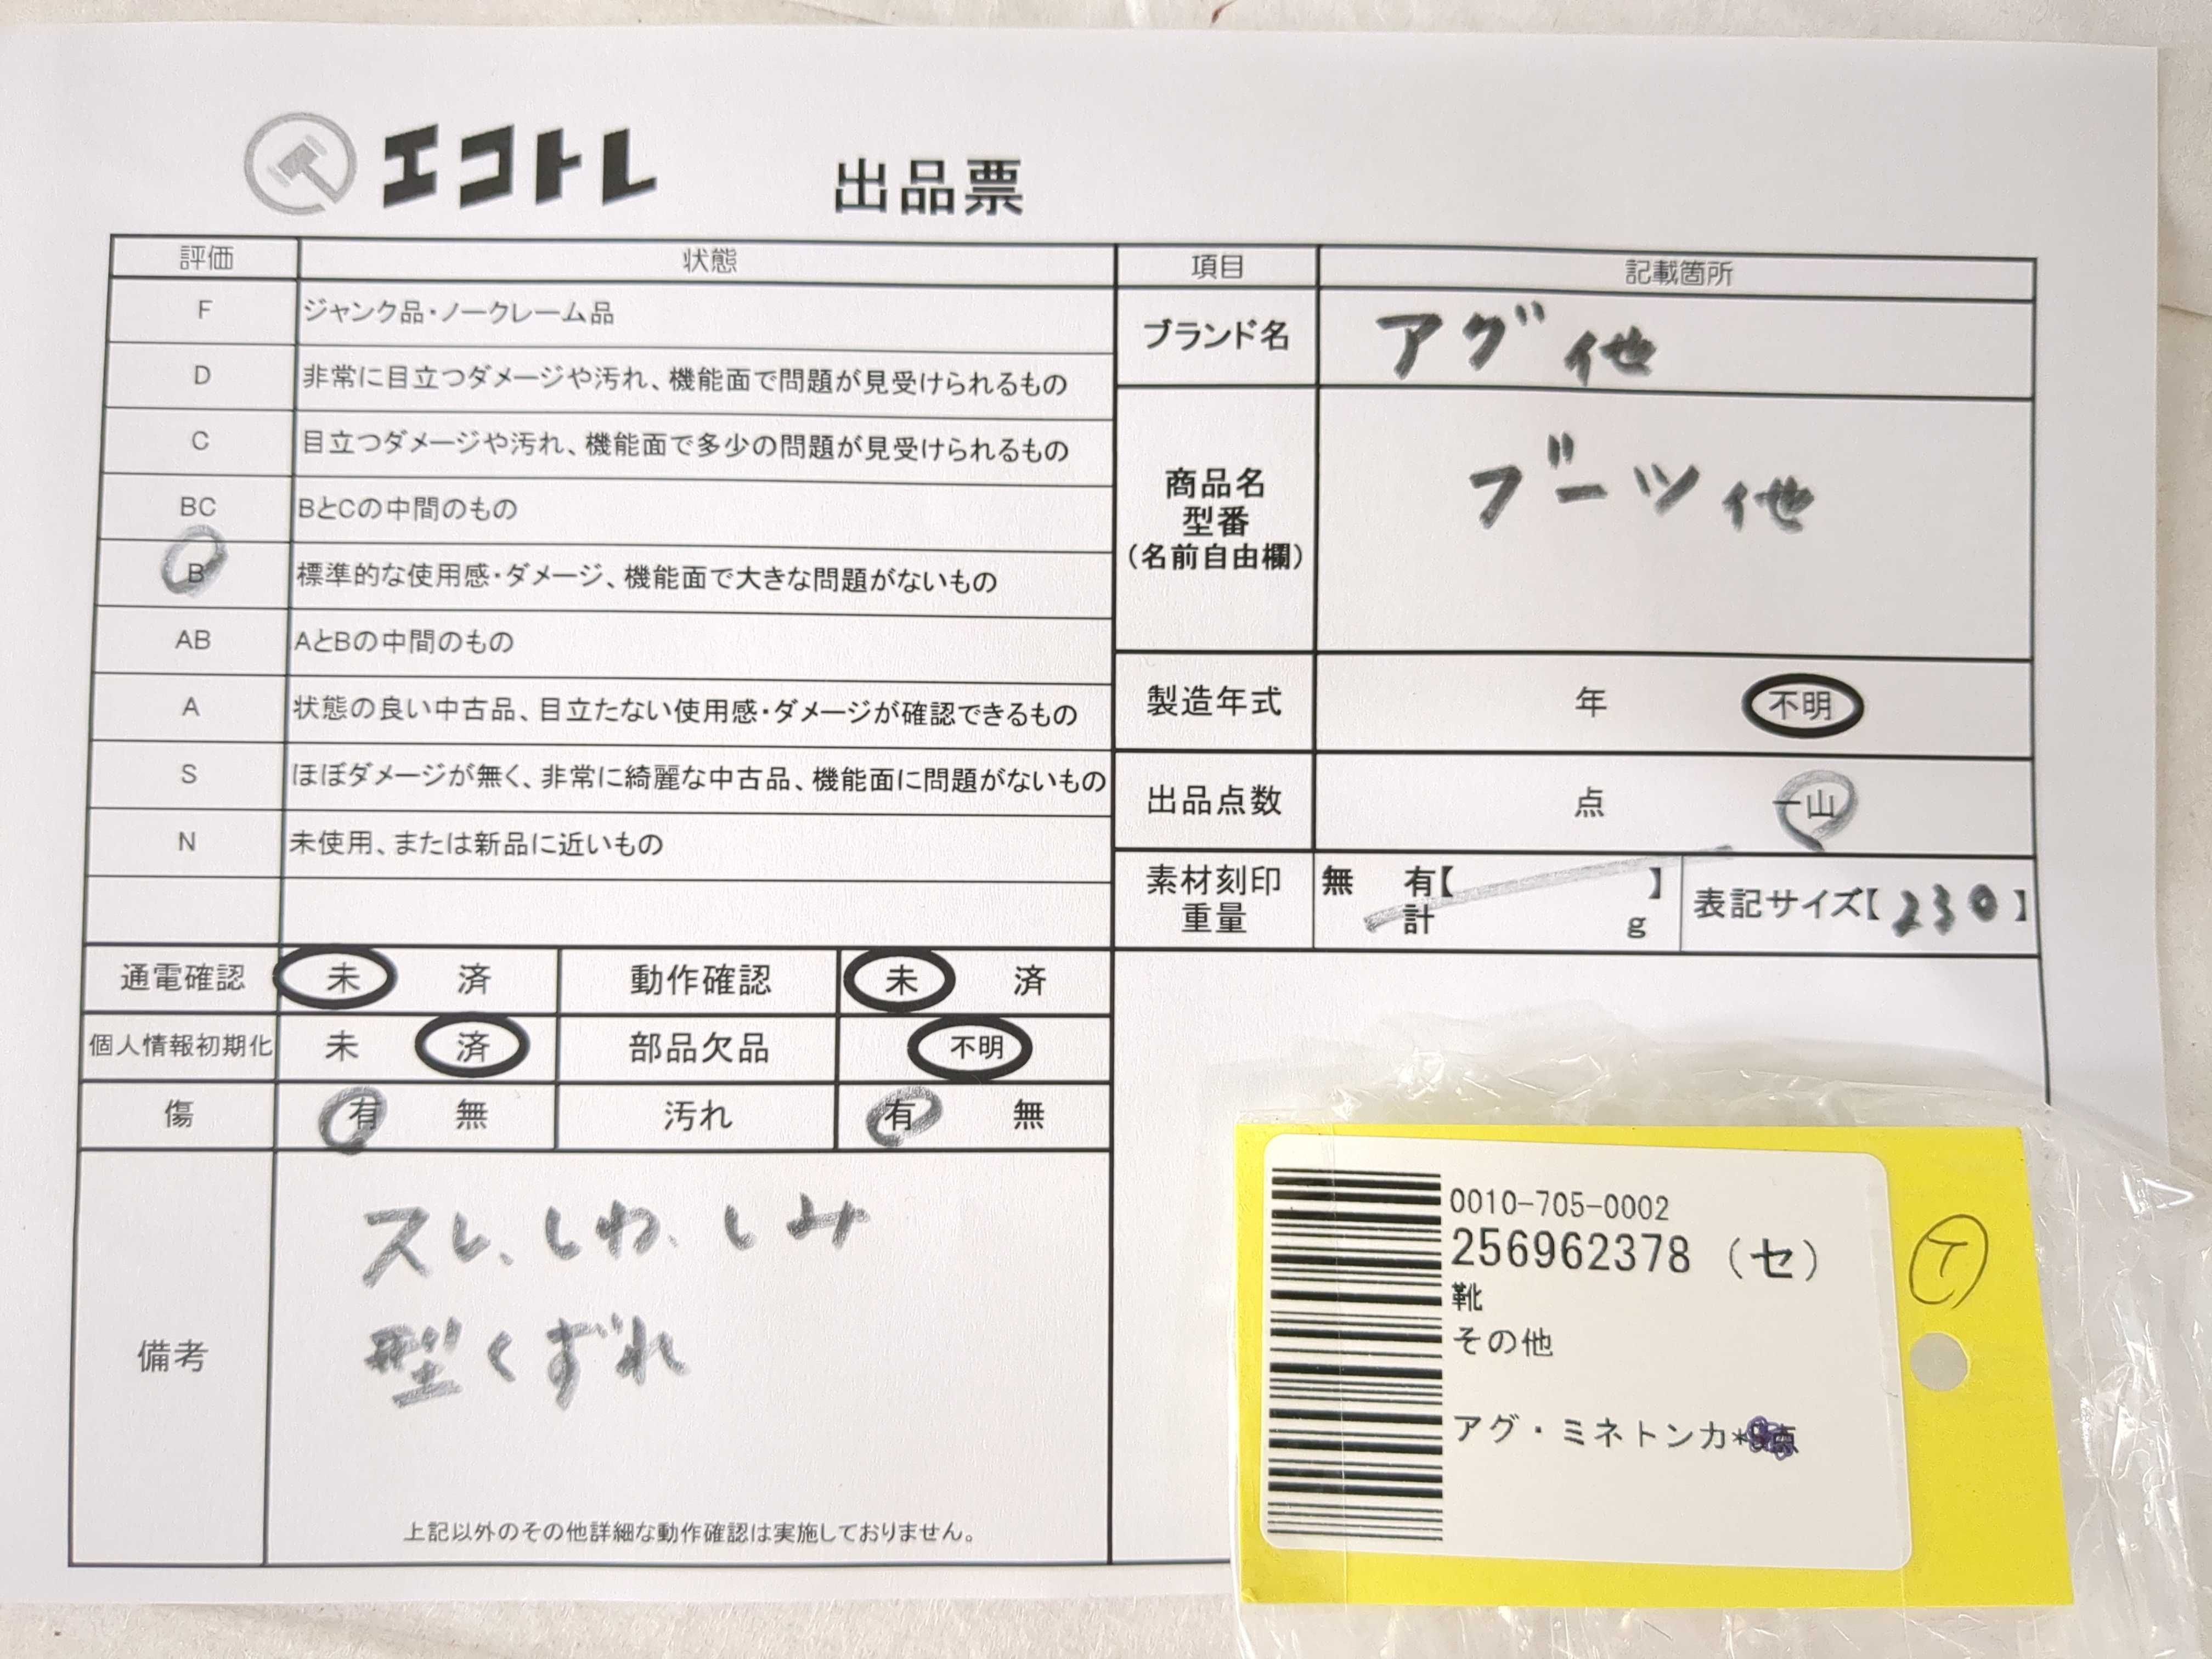 エコトレ 出品票
評価 状態
F ジャンク品・ノークレーム品
D 非常に目立つダメージや汚れ、機能面で問題が見受けられるもの
C 目立つダメージや汚れ、機能面で多少の問題が見受けられるもの
BC BとCの中間のもの
B 標準的な使用感・ダメージ、機能面で大きな問題がないもの
AB AとBの中間のもの
A 状態の良い中古品、目立たない使用感・ダメージが確認できるもの
S ほぼダメージが無く、非常に綺麗な中古品、機能面に問題がないもの
N 未使用、または新品に近いもの
通電確認 未 済 動作確認 未 済
個人情報初期化 未 済 部品欠品 不明
傷 有 無 汚れ 有 無
備考
スレ、しわ、しみ
型くずれ
上記以外のその他詳細な動作確認は実施しておりません。
項目 記載箇所
ブランド名 アグ他
商品名
型番
(名前自由欄)
ブーツ他
製造年式 年 不明
出品点数 点 一山
素材刻印 無 有【 】
重量 計 g
表記サイズ【230】
0010-705-0002
256962378 (セ)
靴
その他
アグ・ミネトンカ*
イ